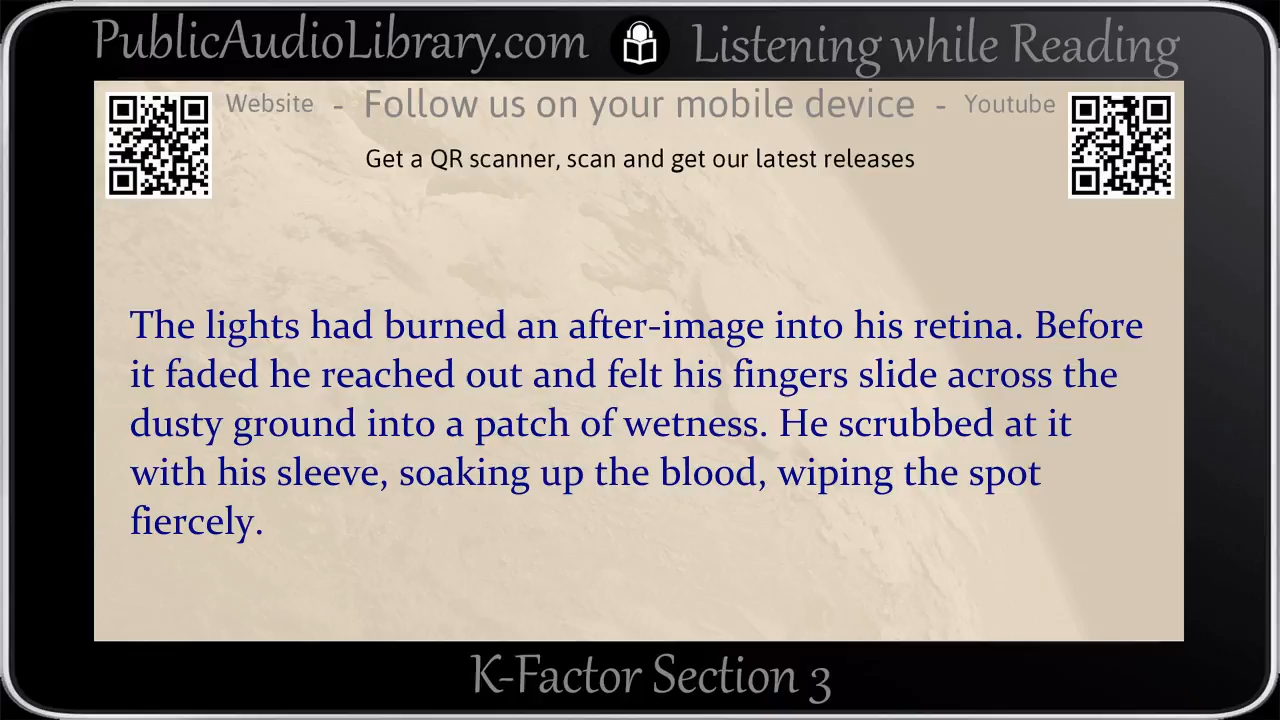 PublicAudioLibrary.com Listening while Reading
Website - Follow us on your mobile device - Youtube
Get a QR scanner, scan and get our latest releases
The lights had burned an after-image into his retina. Before
it faded he reached out and felt his fingers slide across the
dusty ground into a patch of wetness. He scrubbed at it
with his sleeve, soaking up the blood, wiping the spot
fiercely.
K-Factor Section 3